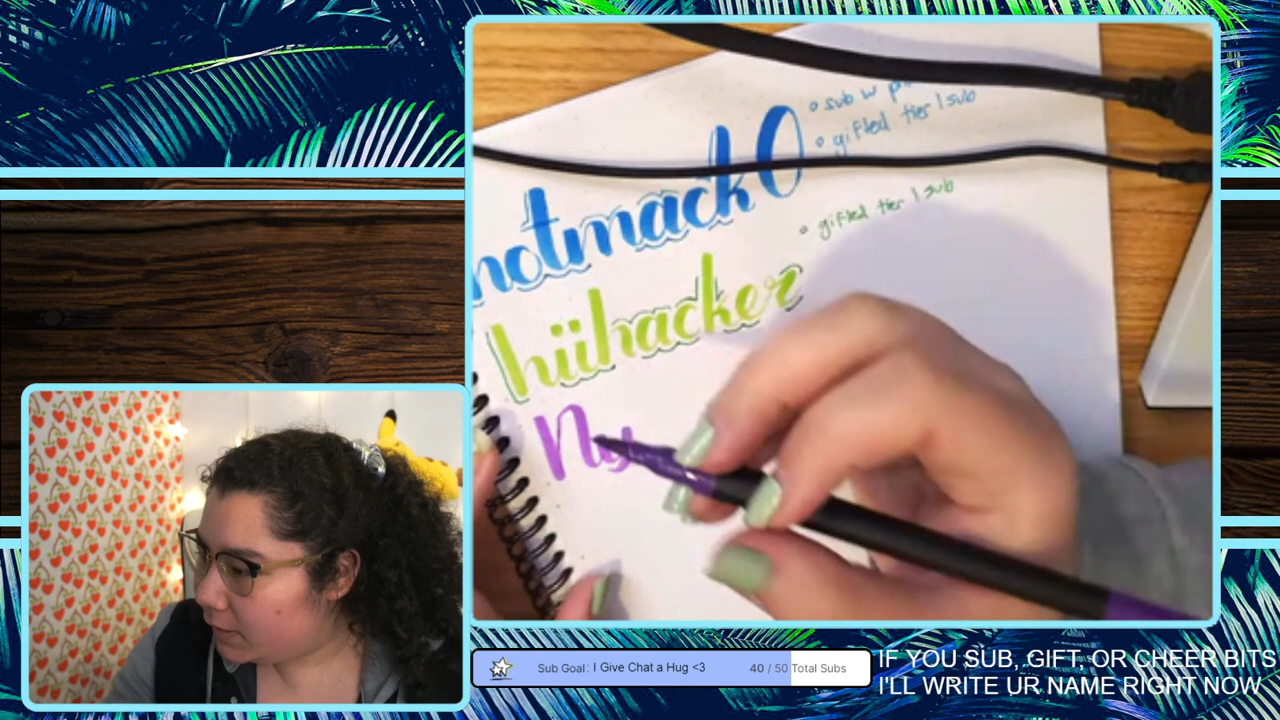 sub w
gifted tier 1 sub
notmack0
gifted tier 1 sub
hiihacker
Ny
Sub Goal: I Give Chat a Hug <3 40 / 50 Total Subs
IF YOU SUB, GIFT, OR CHEER BITS
I'LL WRITE UR NAME RIGHT NOW